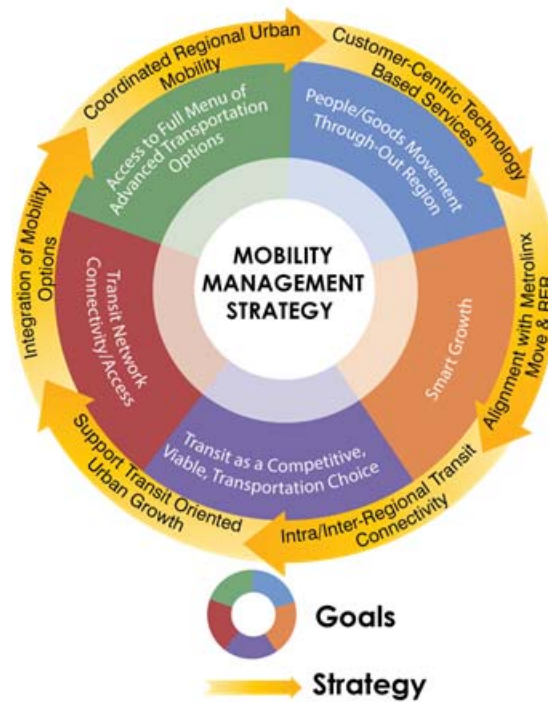 Coordinated Regional Urban
Mobility
Customer-Centric Technology
Based Services
Access to Full Menu of
Advanced Transportation
Options
People/Goods Movement
Through-Out Region
Integration of Mobility
Options
Transit Network
Connectivity/Access
MOBILITY
MANAGEMENT
STRATEGY
Smart Growth
Alignment with Metrolinx
Move & RER
Transit as a Competitive,
Viable, Transportation Choice
Support Transit Oriented
Urban Growth
Intra/Inter-Regional Transit
Connectivity
Goals
Strategy